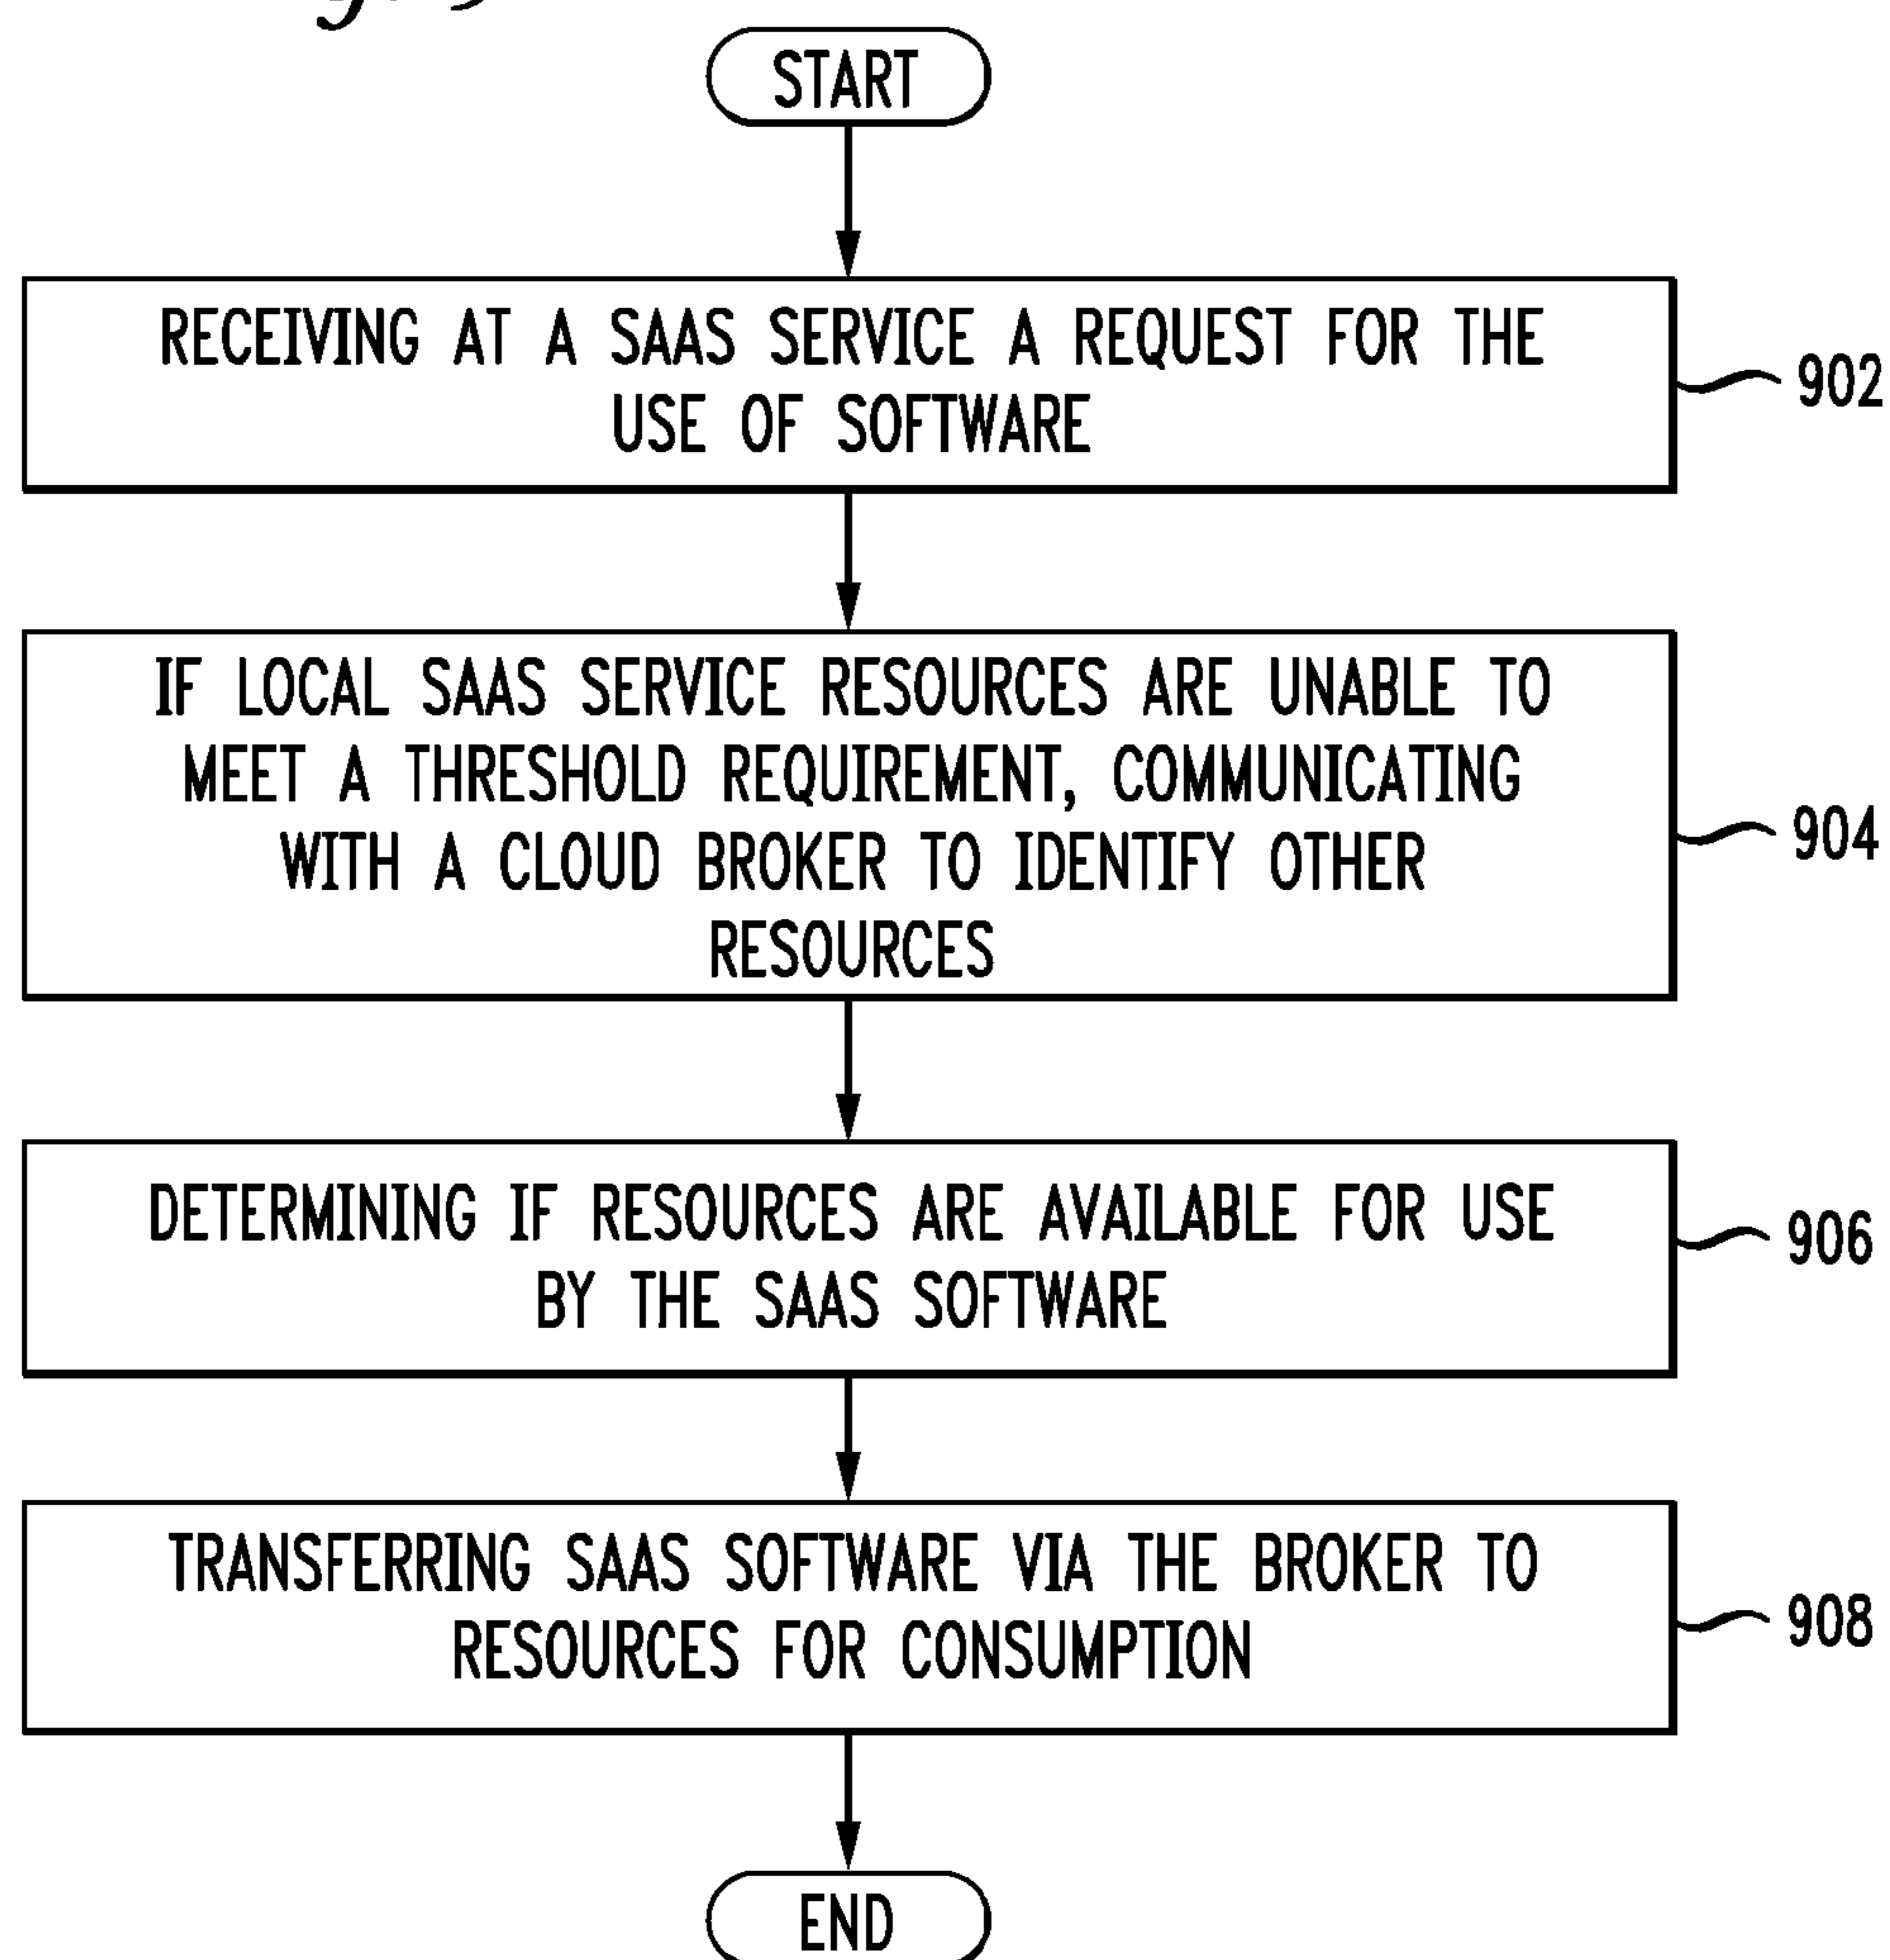 START
RECEIVING AT A SAAS SERVICE A REQUEST FOR THE
USE OF SOFTWARE
902
IF LOCAL SAAS SERVICE RESOURCES ARE UNABLE TO
MEET A THRESHOLD REQUIREMENT, COMMUNICATING
WITH A CLOUD BROKER TO IDENTIFY OTHER
RESOURCES
904
DETERMINING IF RESOURCES ARE AVAILABLE FOR USE
BY THE SAAS SOFTWARE
906
TRANSFERRING SAAS SOFTWARE VIA THE BROKER TO
RESOURCES FOR CONSUMPTION
908
END